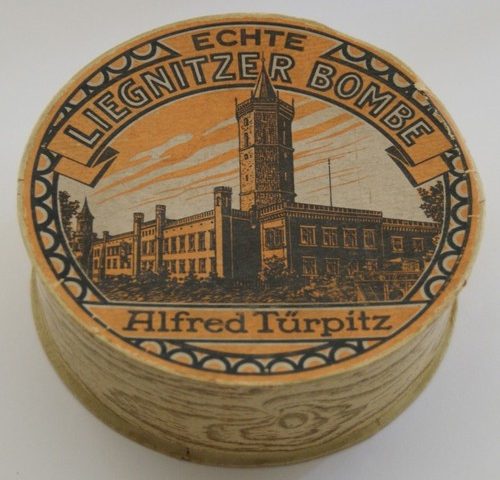 ECHTE
LIEGNITZER BOMBE
Alfred Türpitz